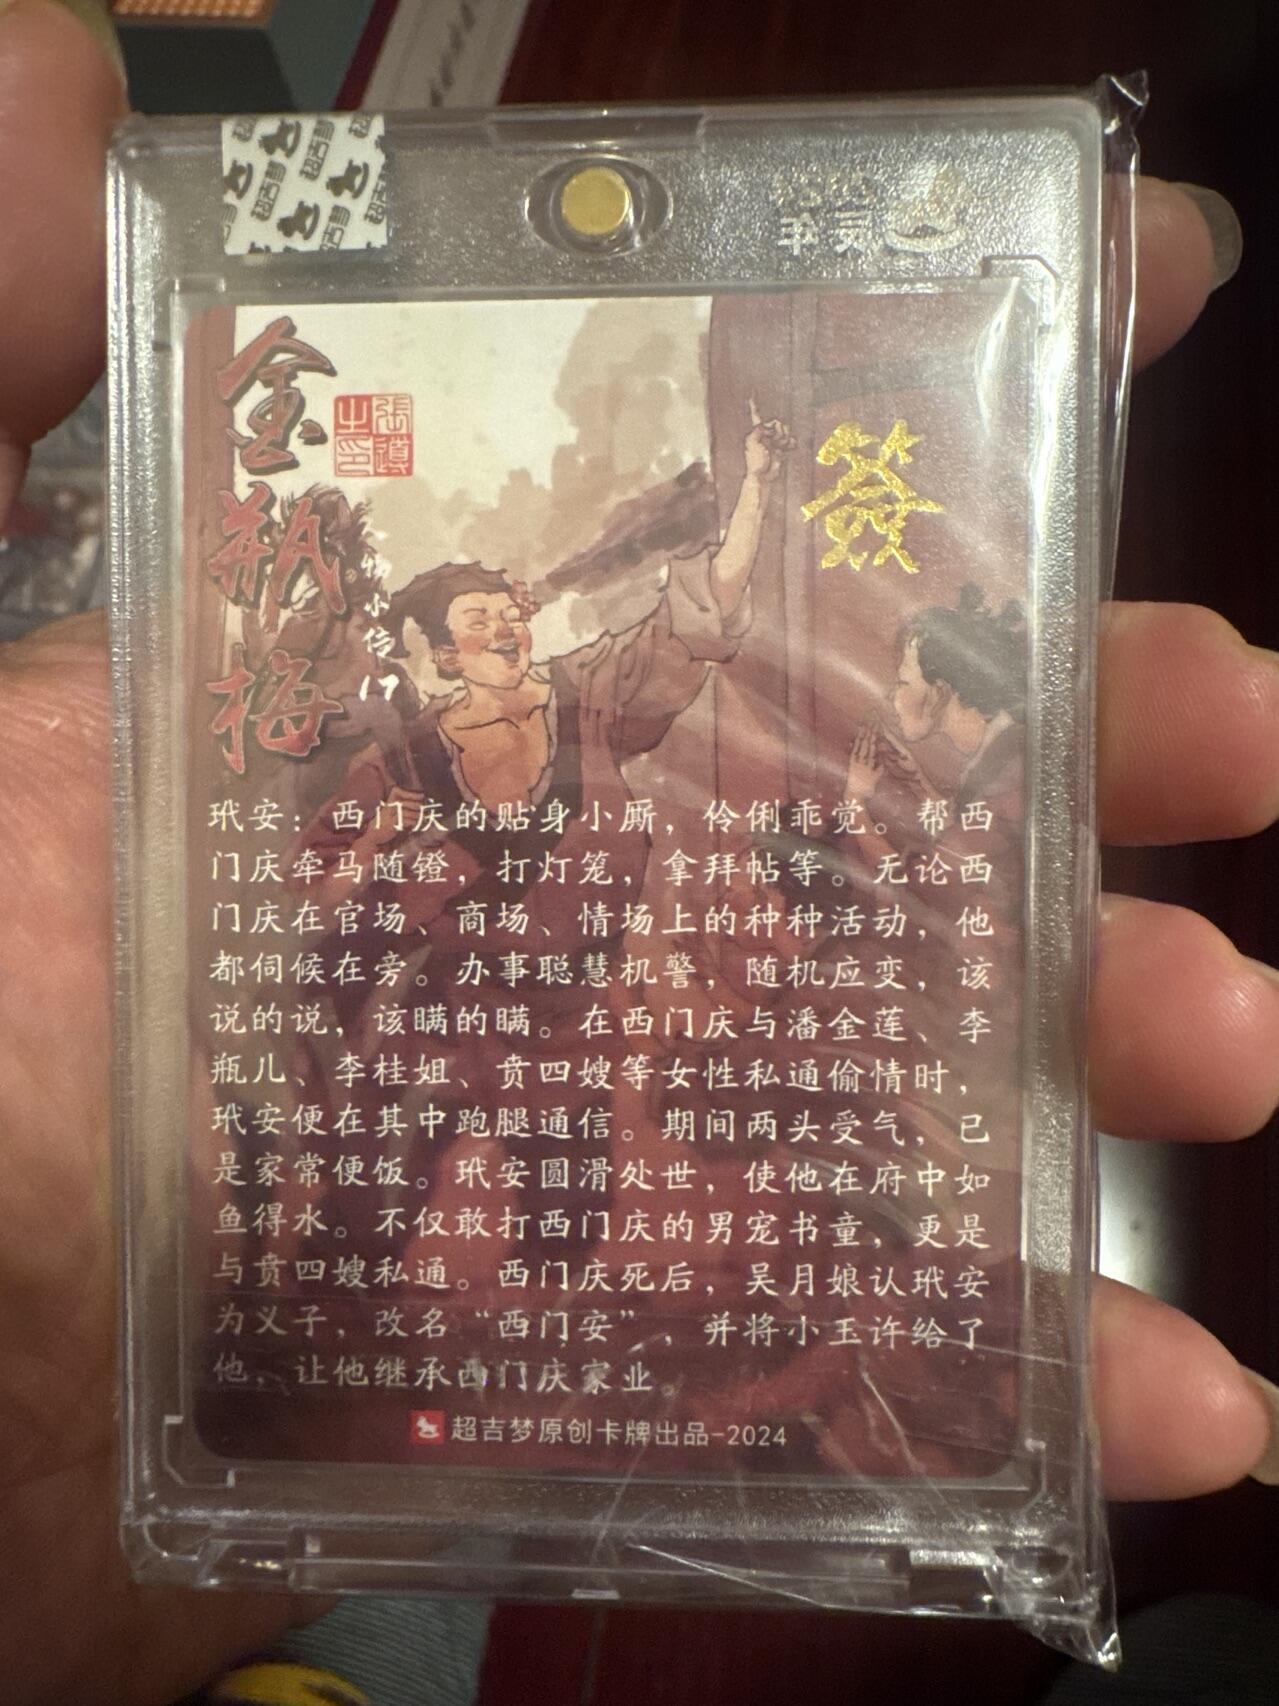 金瓶梅
人物小传
17
張遵之印
簽
玳安：西门庆的贴身小厮，伶俐乖觉。帮西
门庆牵马随镫，打灯笼，拿拜帖等。无论西
门庆在官场、商场、情场上的种种活动，他
都伺候在旁。办事聪慧机警，随机应变，该
说的说，该瞒的瞒。在西门庆与潘金莲、李
瓶儿、李桂姐、贲四嫂等女性私通偷情时，
玳安便在其中跑腿通信。期间两头受气，已
是家常便饭。玳安圆滑处世，使他在府中如
鱼得水。不仅敢打西门庆的男宠书童，更是
与贲四嫂私通。西门庆死后，吴月娘认玳安
为义子，改名“西门安”，并将小玉许给了
他，让他继承西门庆家业。
超吉梦原创卡牌出品-2024